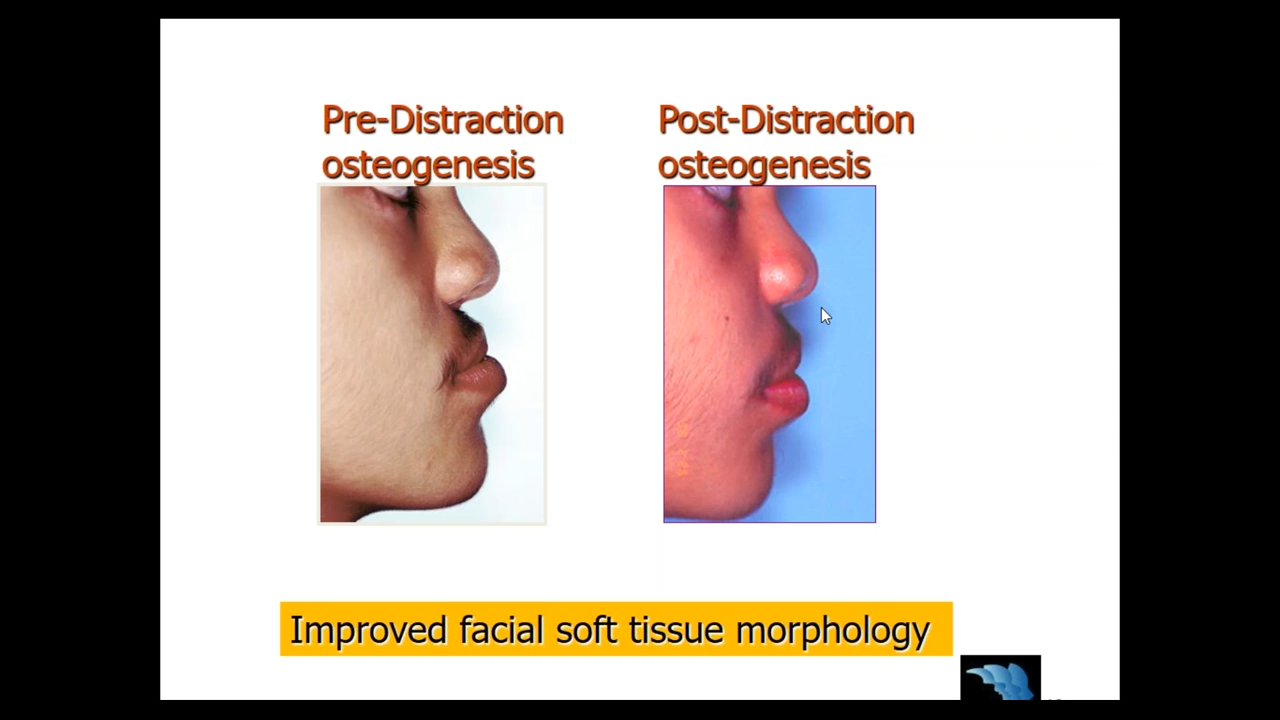 Pre-Distraction
osteogenesis
Post-Distraction
osteogenesis
Improved facial soft tissue morphology